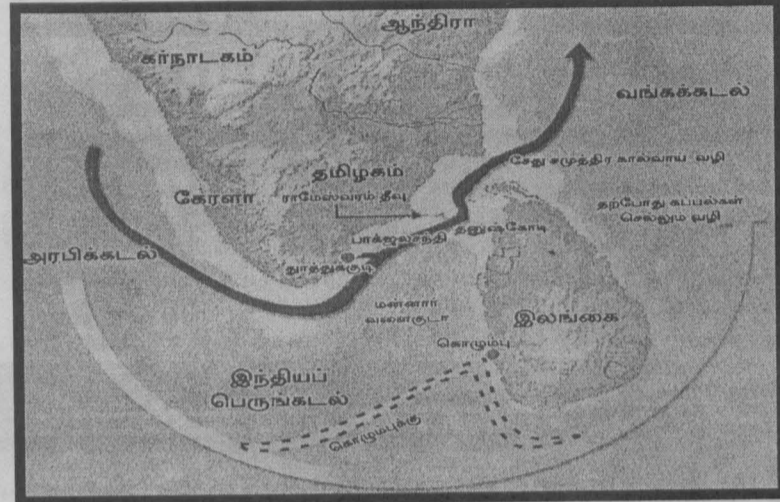 ஆந்திரா
கர்நாடகம்
வங்கக்கடல்
சேது சமுத்திர கால்வாய் வழி
தமிழகம்
கேரளா
ராமேஸ்வரம் தீவு
தற்போது கப்பல்கள்
செல்லும் வழி
பாக்ஜலசந்தி
தனுஷ்கோடி
அரபிக்கடல்
தூத்துக்குடி
மன்னார்
வளைகுடா
இலங்கை
கொழும்பு
இந்தியப்
பெருங்கடல்
கொழும்புக்கு